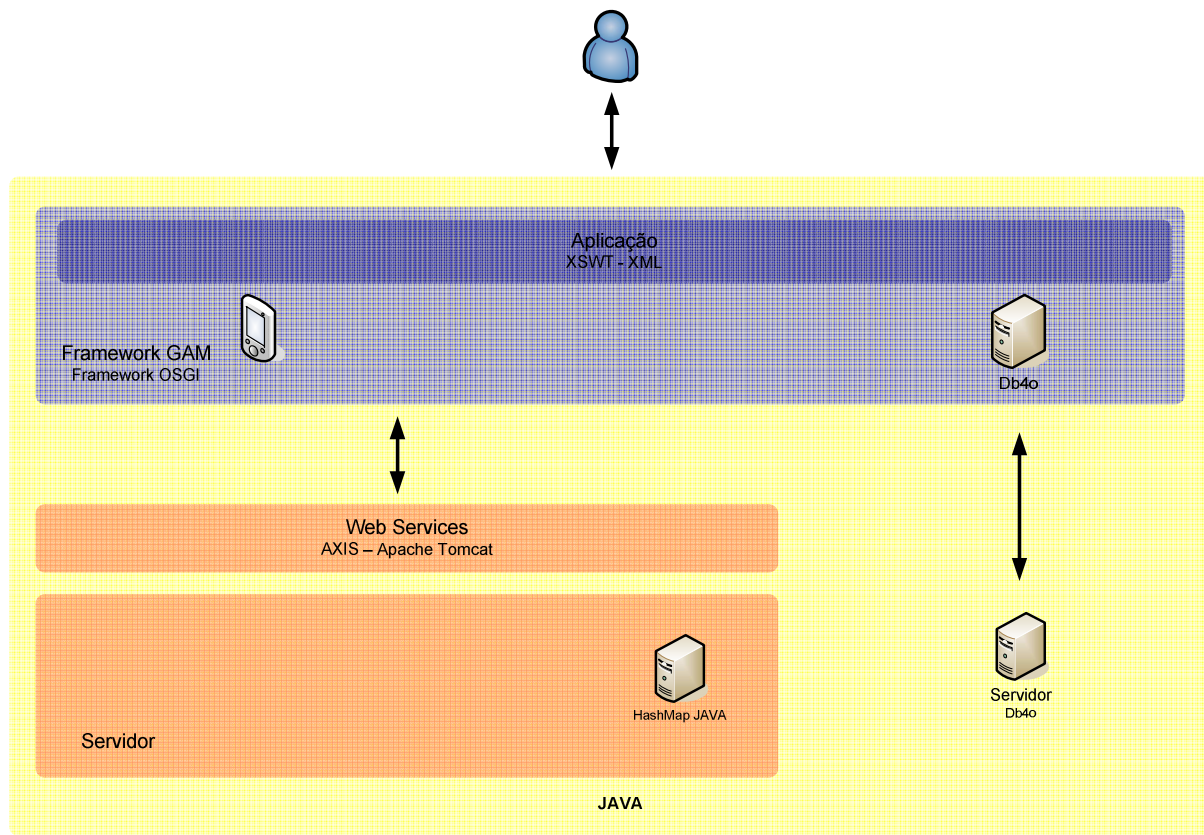 Aplicação
XSWT - XML
Framework GAM
Framework OSGI
Db4o
Web Services
AXIS – Apache Tomcat
HashMap JAVA
Servidor
Servidor
Db4o
JAVA